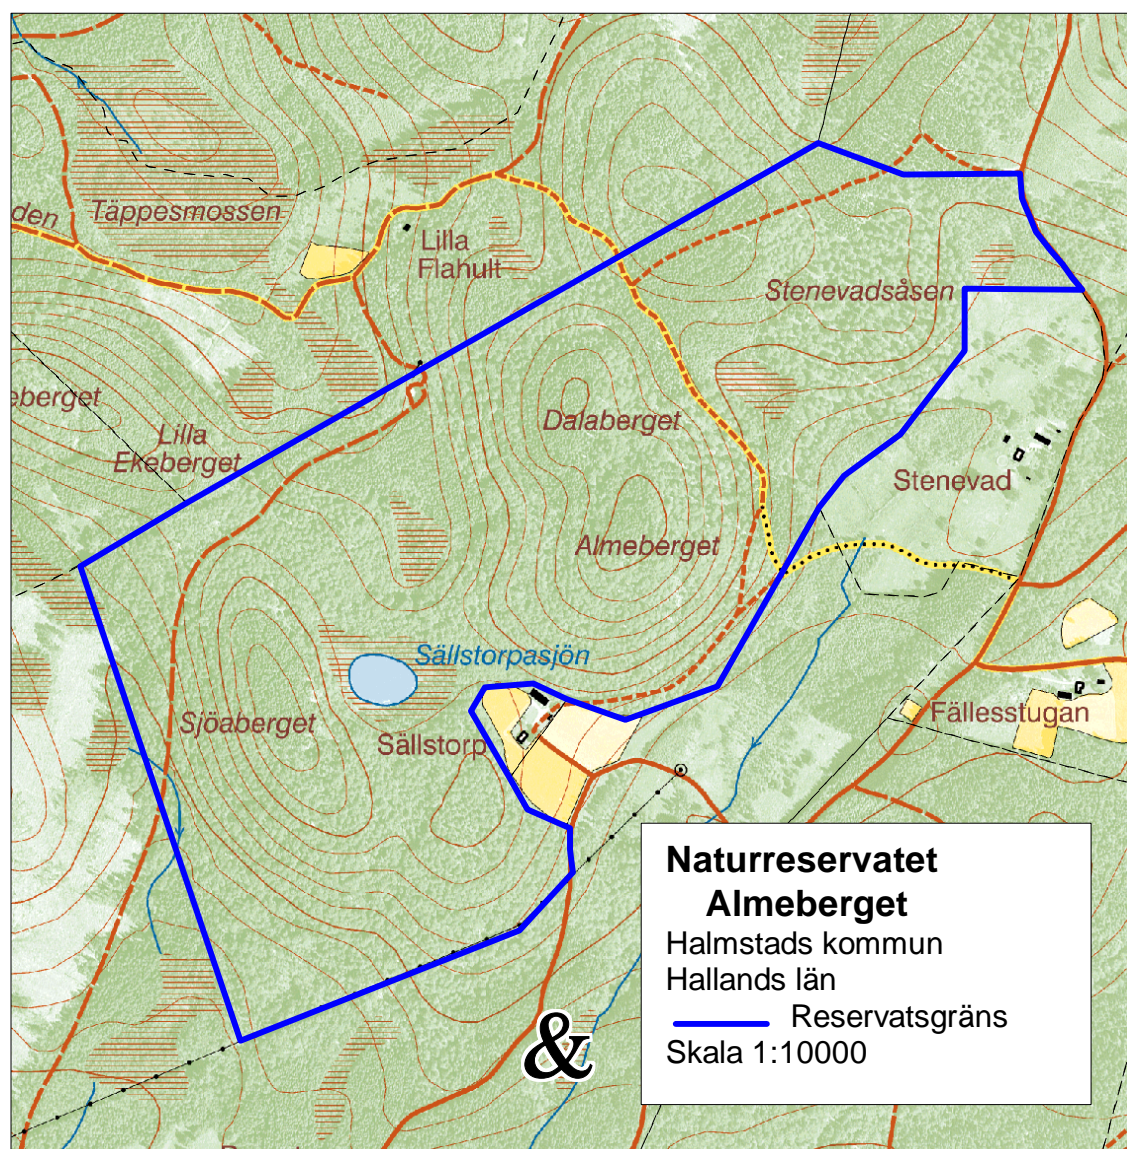 den
Täppesmossen
Lilla
Flahult
Stenevadsåsen
eberget
Lilla
Ekeberget
Dalaberget
Stenevad
Almeberget
Sällstorpasjön
Sjöaberget
Sällstorp
Fällesstugan
Naturreservatet
Almeberget
Halmstads kommun
Hallands län
Reservatsgräns
Skala 1:10000
&